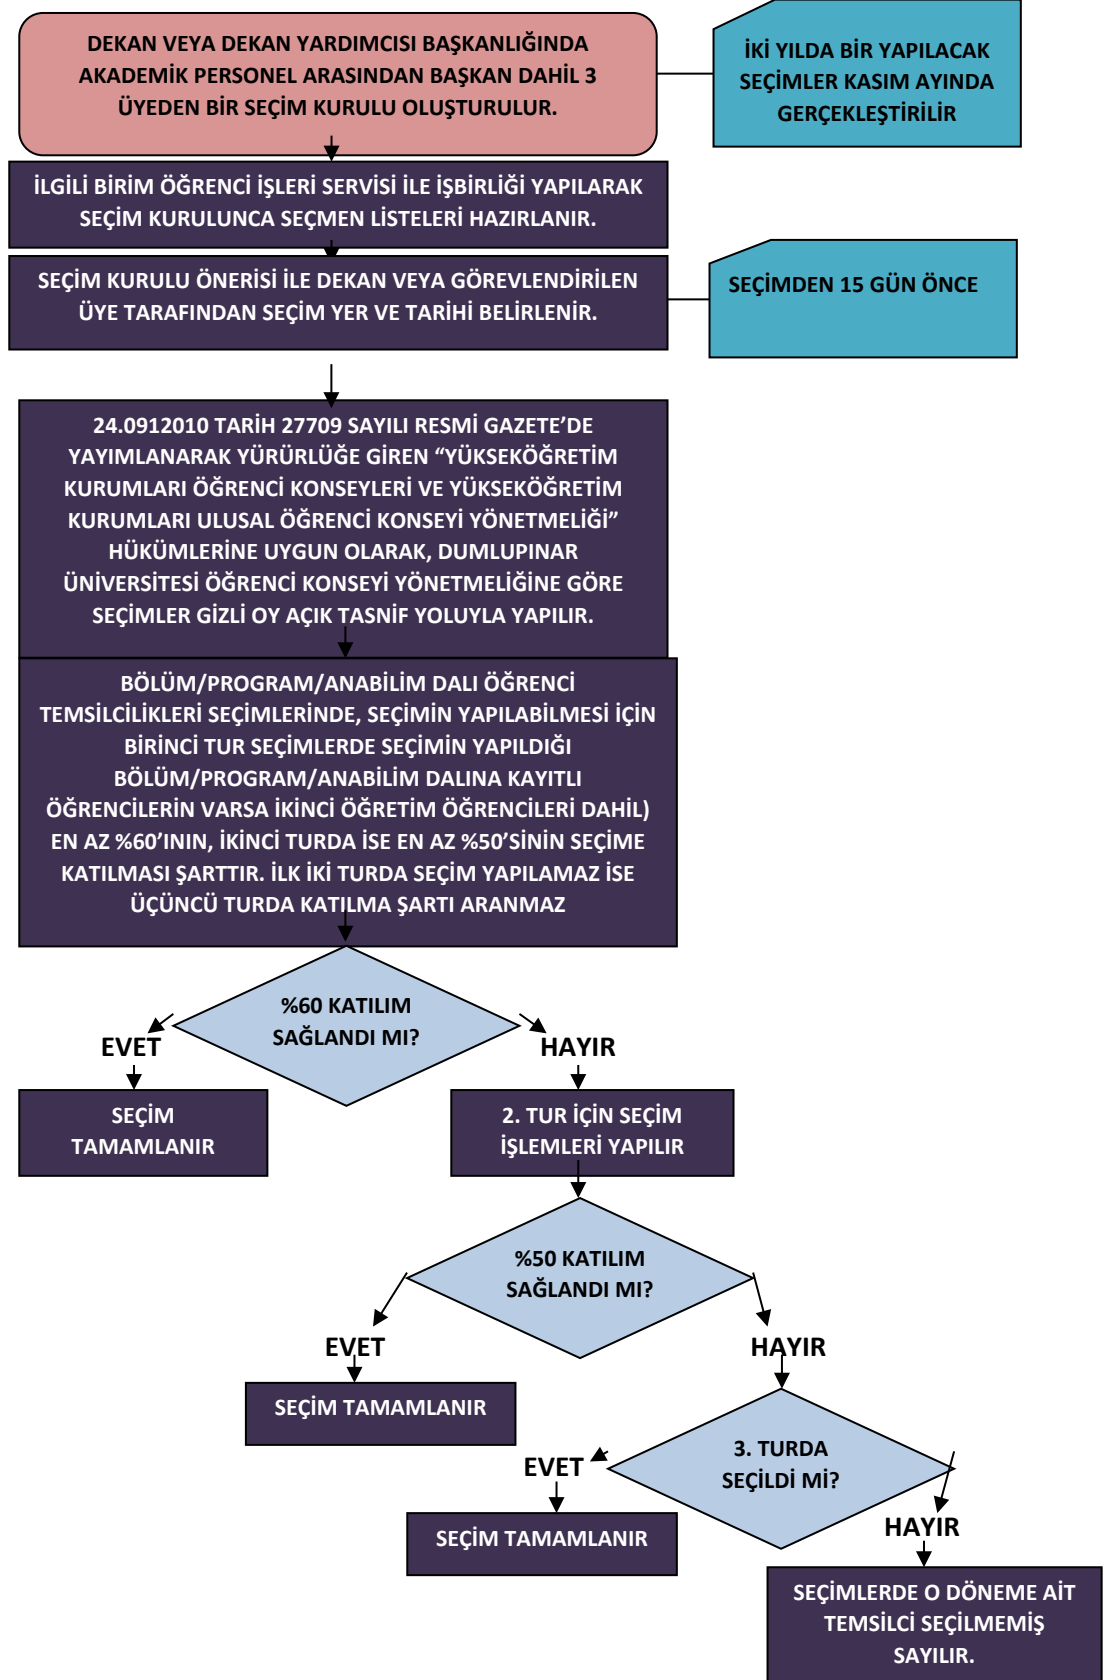 DEKAN VEYA DEKAN YARDIMCISI BAŞKANLIĞINDA
AKADEMİK PERSONEL ARASINDAN BAŞKAN DAHİL 3
ÜYEDEN BİR SEÇİM KURULU OLUŞTURULUR.
İKİ YILDA BİR YAPILACAK
SEÇİMLER KASIM AYINDA
GERÇEKLEŞTİRİLİR
İLGİLİ BİRİM ÖĞRENCİ İŞLERİ SERVİSİ İLE İŞBİRLİĞİ YAPILARAK
SEÇİM KURULUNCA SEÇMEN LİSTELERİ HAZIRLANIR.
SEÇİM KURULU ÖNERİSİ İLE DEKAN VEYA GÖREVLENDİRİLEN
ÜYE TARAFINDAN SEÇİM YER VE TARİHİ BELİRLENİR.
SEÇİMDEN 15 GÜN ÖNCE
24.0912010 TARİH 27709 SAYILI RESMİ GAZETE’DE
YAYIMLANARAK YÜRÜRLÜĞE GİREN “YÜKSEKÖĞRETİM
KURUMLARI ÖĞRENCİ KONSEYLERİ VE YÜKSEKÖĞRETİM
KURUMLARI ULUSAL ÖĞRENCİ KONSEYİ YÖNETMELİĞİ”
HÜKÜMLERİNE UYGUN OLARAK, DUMLUPINAR
ÜNİVERSİTESİ ÖĞRENCİ KONSEYİ YÖNETMELİĞİNE GÖRE
SEÇİMLER GİZLİ OY AÇIK TASNİF YOLUYLA YAPILIR.
BÖLÜM/PROGRAM/ANABİLİM DALI ÖĞRENCİ
TEMSİLCİLİKLERİ SEÇİMLERİNDE, SEÇİMİN YAPILABİLMESİ İÇİN
BİRİNCİ TUR SEÇİMLERDE SEÇİMİN YAPILDIĞI
BÖLÜM/PROGRAM/ANABİLİM DALINA KAYITLI
ÖĞRENCİLERİN VARSA İKİNCİ ÖĞRETİM ÖĞRENCİLERİ DAHİL)
EN AZ %60’ININ, İKİNCİ TURDA İSE EN AZ %50’SİNİN SEÇİME
KATILMASI ŞARTTIR. İLK İKİ TURDA SEÇİM YAPILAMAZ İSE
ÜÇÜNCÜ TURDA KATILMA ŞARTI ARANMAZ
%60 KATILIM
SAĞLANDI MI?
EVET
HAYIR
SEÇİM
TAMAMLANIR
2. TUR İÇİN SEÇİM
İŞLEMLERİ YAPILIR
%50 KATILIM
SAĞLANDI MI?
EVET
HAYIR
SEÇİM TAMAMLANIR
3. TURDA
SEÇİLDİ Mİ?
EVET
HAYIR
SEÇİM TAMAMLANIR
SEÇİMLERDE O DÖNEME AİT
TEMSİLCİ SEÇİLMEMİŞ
SAYILIR.